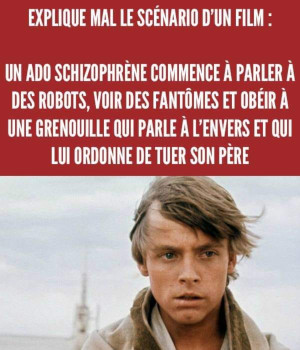 EXPLIQUE MAL LE SCÉNARIO D'UN FILM :
UN ADO SCHIZOPHRÈNE COMMENCE À PARLER À
DES ROBOTS, VOIR DES FANTÔMES ET OBÉIR À
UNE GRENOUILLE QUI PARLE À L'ENVERS ET QUI
LUI ORDONNE DE TUER SON PÈRE